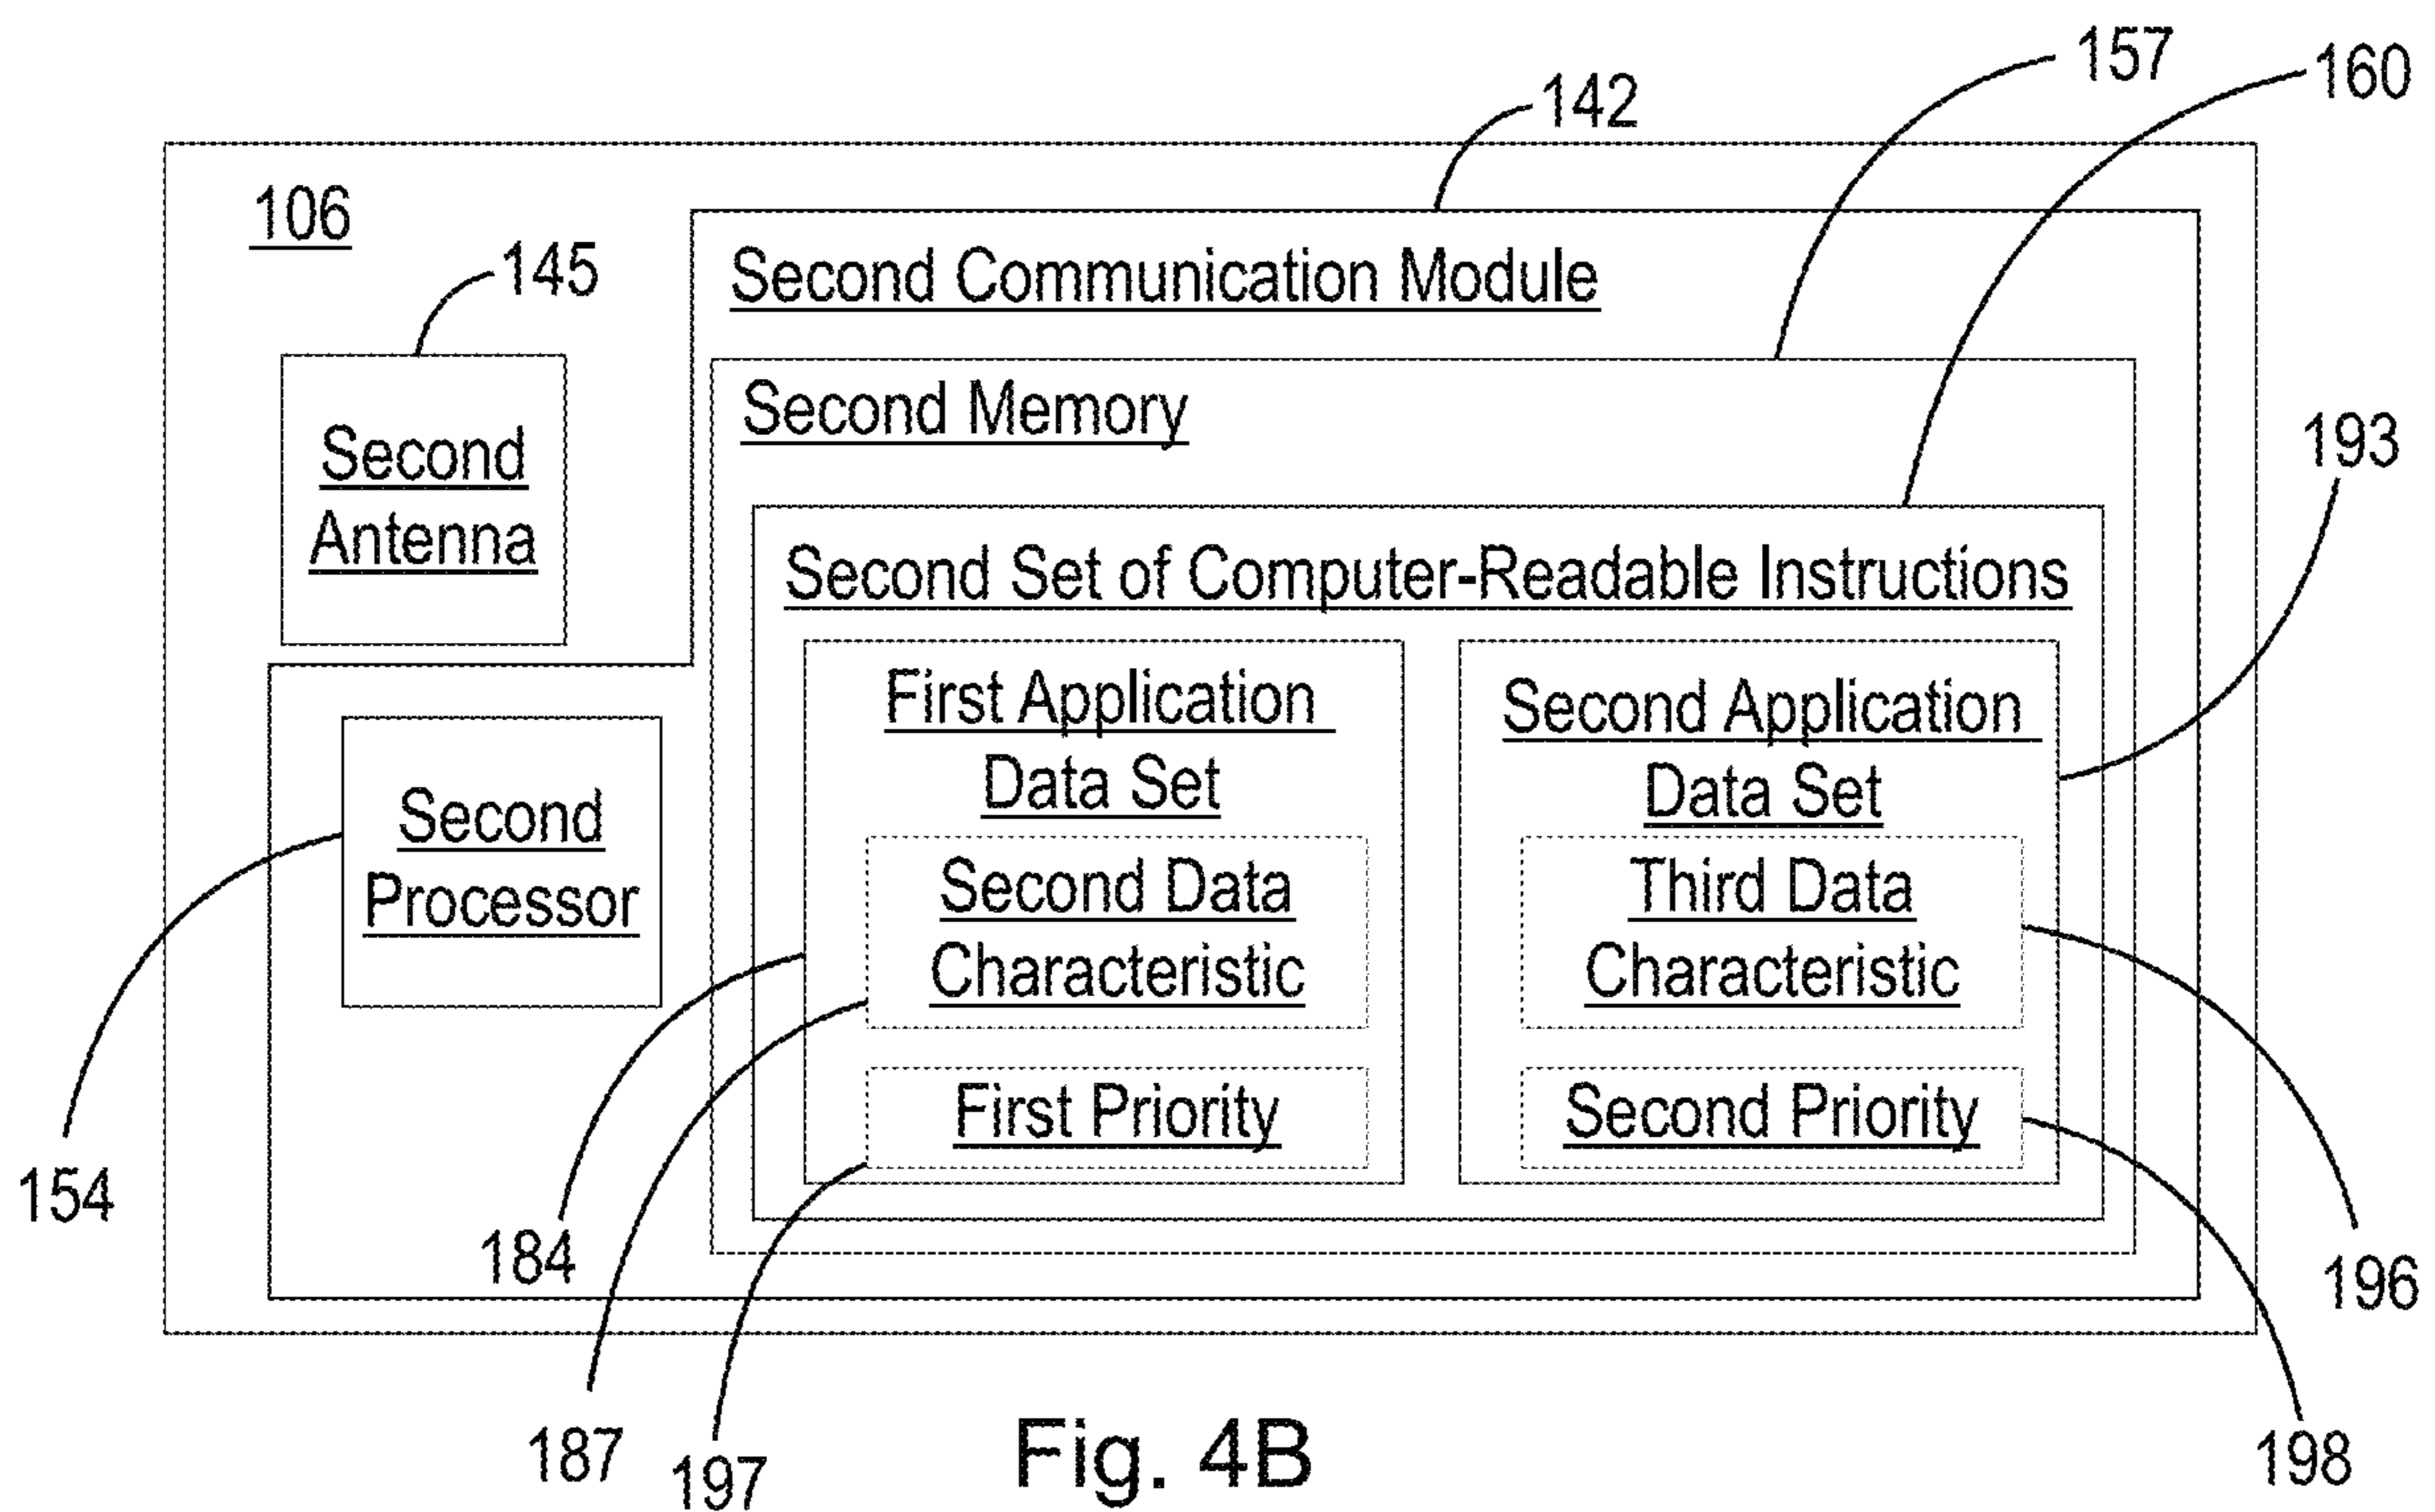 157
160
142
106
145
Second Communication Module
Second Memory
193
Second
Antenna
Second Set of Computer-Readable Instructions
First Application
Data Set
Second Application
Data Set
Second
Processor
Second Data
Characteristic
Third Data
Characteristic
First Priority
Second Priority
154
184
196
187
197
198
Fig. 4B